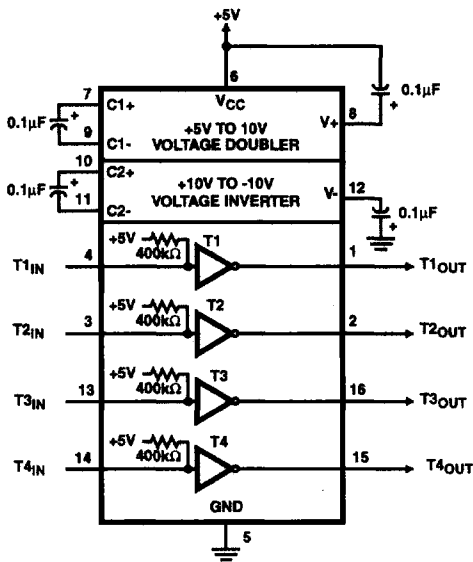 +5V
6
VCC
7
C1+
0.1µF
+
9
C1-
+5V TO 10V
VOLTAGE DOUBLER
V+
8
0.1µF
+
10
C2+
0.1µF
+
11
C2-
+10V TO -10V
VOLTAGE INVERTER
V-
12
0.1µF
+
T1IN
4
+5V
400kΩ
T1
1
T1OUT
T2IN
3
+5V
400kΩ
T2
2
T2OUT
T3IN
13
+5V
400kΩ
T3
16
T3OUT
T4IN
14
+5V
400kΩ
T4
15
T4OUT
GND
5